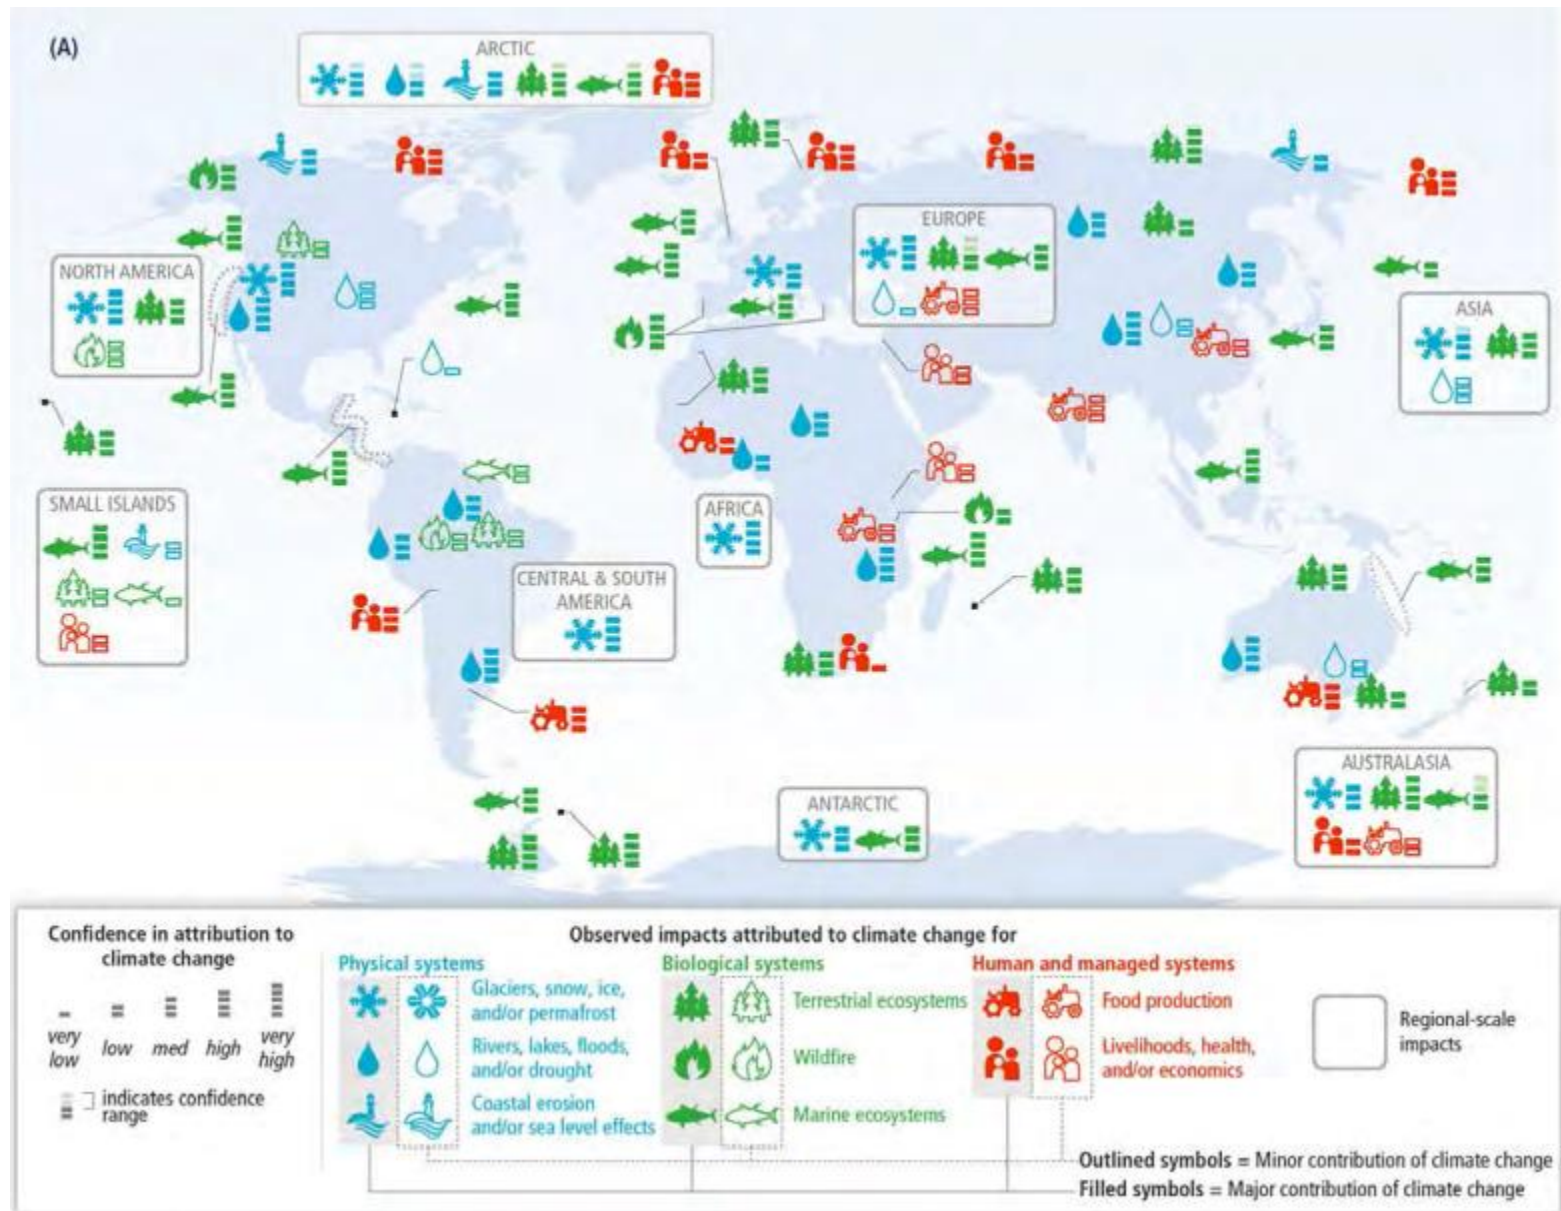 (A)
ARCTIC
EUROPE
NORTH AMERICA
ASIA
SMALL ISLANDS
AFRICA
CENTRAL & SOUTH
AMERICA
AUSTRALASIA
ANTARCTIC
Confidence in attribution to
climate change
very
low
low
med
high
very
high
indicates confidence
range
Observed impacts attributed to climate change for
Physical systems
Glaciers, snow, ice,
and/or permafrost
Rivers, lakes, floods,
and/or drought
Coastal erosion
and/or sea level effects
Biological systems
Terrestrial ecosystems
Wildfire
Marine ecosystems
Human and managed systems
Food production
Livelihoods, health,
and/or economics
Regional-scale
impacts
Outlined symbols = Minor contribution of climate change
Filled symbols = Major contribution of climate change